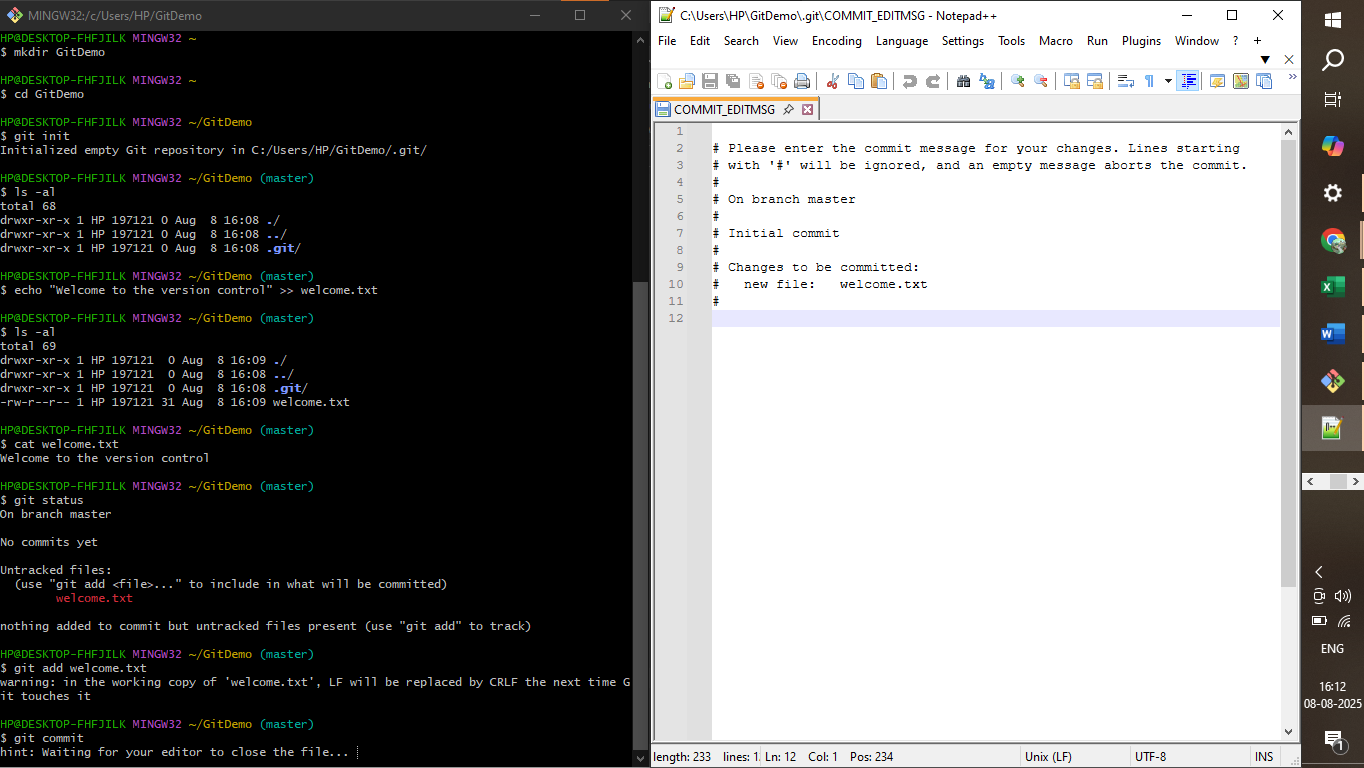 MINGW32:/c/Users/HP/GitDemo
HP@DESKTOP-FHFJILK MINGW32 ~
$ mkdir GitDemo
HP@DESKTOP-FHFJILK MINGW32 ~
$ cd GitDemo
HP@DESKTOP-FHFJILK MINGW32 ~/GitDemo
$ git init
Initialized empty Git repository in C:/Users/HP/GitDemo/.git/
HP@DESKTOP-FHFJILK MINGW32 ~/GitDemo (master)
$ ls -al
total 68
drwxr-xr-x 1 HP 197121 0 Aug  8 16:08 ./
drwxr-xr-x 1 HP 197121 0 Aug  8 16:08 ../
drwxr-xr-x 1 HP 197121 0 Aug  8 16:08 .git/
HP@DESKTOP-FHFJILK MINGW32 ~/GitDemo (master)
$ echo "Welcome to the version control" >> welcome.txt
HP@DESKTOP-FHFJILK MINGW32 ~/GitDemo (master)
$ ls -al
total 69
drwxr-xr-x 1 HP 197121  0 Aug  8 16:09 ./
drwxr-xr-x 1 HP 197121  0 Aug  8 16:08 ../
drwxr-xr-x 1 HP 197121  0 Aug  8 16:08 .git/
-rw-r--r-- 1 HP 197121 31 Aug  8 16:09 welcome.txt
HP@DESKTOP-FHFJILK MINGW32 ~/GitDemo (master)
$ cat welcome.txt
Welcome to the version control
HP@DESKTOP-FHFJILK MINGW32 ~/GitDemo (master)
$ git status
On branch master
No commits yet
Untracked files:
  (use "git add <file>..." to include in what will be committed)
        welcome.txt
nothing added to commit but untracked files present (use "git add" to track)
HP@DESKTOP-FHFJILK MINGW32 ~/GitDemo (master)
$ git add welcome.txt
warning: in the working copy of 'welcome.txt', LF will be replaced by CRLF the next time G
it touches it
HP@DESKTOP-FHFJILK MINGW32 ~/GitDemo (master)
$ git commit
hint: Waiting for your editor to close the file...
C:\Users\HP\GitDemo\.git\COMMIT_EDITMSG - Notepad++
File Edit Search View Encoding Language Settings Tools Macro Run Plugins Window ? +
COMMIT_EDITMSG
1
2 # Please enter the commit message for your changes. Lines starting
3 # with '#' will be ignored, and an empty message aborts the commit.
4 #
5 # On branch master
6 #
7 # Initial commit
8 #
9 # Changes to be committed:
10 #   new file:   welcome.txt
11 #
12
length: 233 lines: 1 Ln: 12 Col: 1 Pos: 234 Unix (LF) UTF-8 INS
ENG
16:12
08-08-2025
1